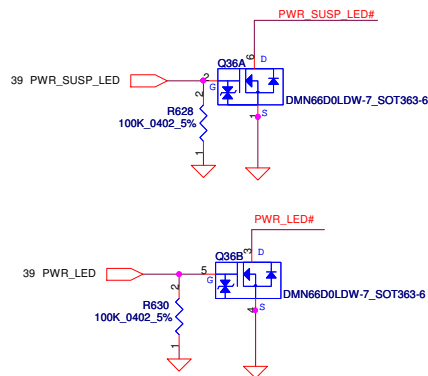 PWR_SUSP_LED#
Q36A
6
D
39 PWR_SUSP_LED
2
G
2
DMN66D0LDW-7_SOT363-6
R628
100K_0402_5%
1
S
1
PWR_LED#
Q36B
3
D
39 PWR_LED
5
G
2
DMN66D0LDW-7_SOT363-6
R630
100K_0402_5%
4
S
1